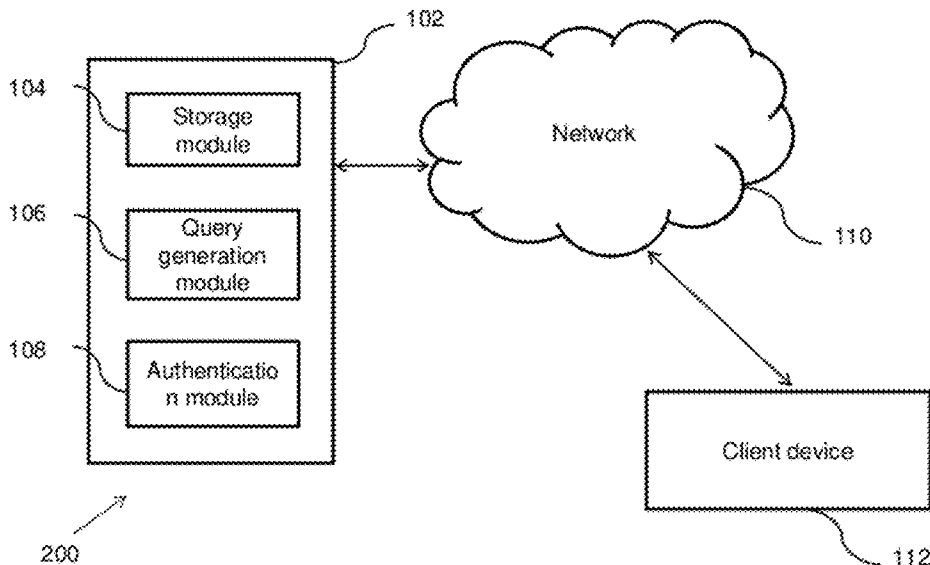 102
104
Storage
module
Network
106
Query
generation
module
110
108
Authenticatio
n module
Client device
200
112